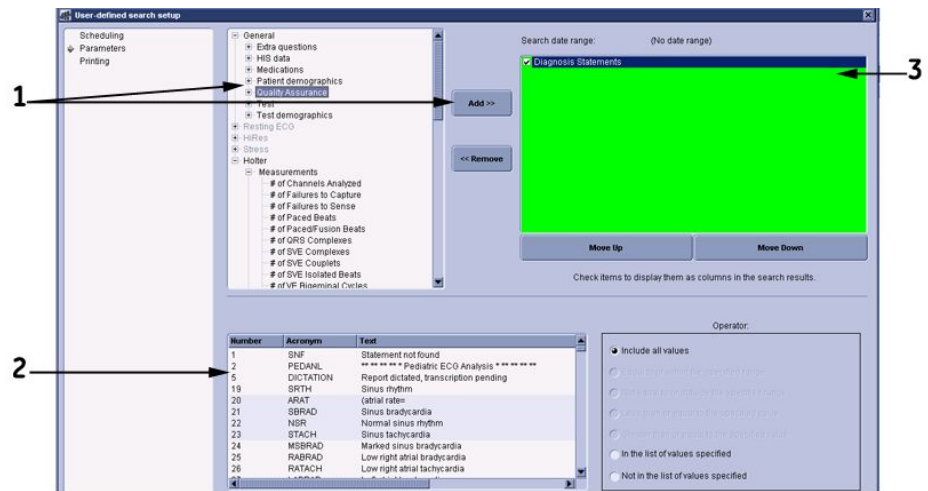 User-defined search setup
Scheduling
Parameters
Printing
General
Extra questions
HIS data
Medications
Patient demographics
Quality Assurance
Test
Test demographics
Resting ECG
HiRes
Stress
Holter
Measurements
# of Channels Analyzed
# of Failures to Capture
# of Failures to Sense
# of Paced Beats
# of Paced/Fusion Beats
# of QRS Complexes
# of SVE Complexes
# of SVE Couplets
# of SVE Isolated Beats
# of VE Bigeminal Cycles
1
Add >>
<< Remove
Search date range: (No date range)
Diagnosis Statements
3
Move Up Move Down
Check items to display them as columns in the search results.
2
Number Acronym Text
1 SNF Statement not found
2 PEDANL ** ** ** ** * Pediatric ECG Analysis * ** ** ** **
5 DICTATION Report dictated, transcription pending
19 SRTH Sinus rhythm
20 ARAT (atrial rate=
21 SBRAD Sinus bradycardia
22 NSR Normal sinus rhythm
23 STACH Sinus tachycardia
24 MSBRAD Marked sinus bradycardia
25 RABRAD Low right atrial bradycardia
26 RATACH Low right atrial tachycardia
Operator:
Include all values
In the list of values specified
Not in the list of values specified